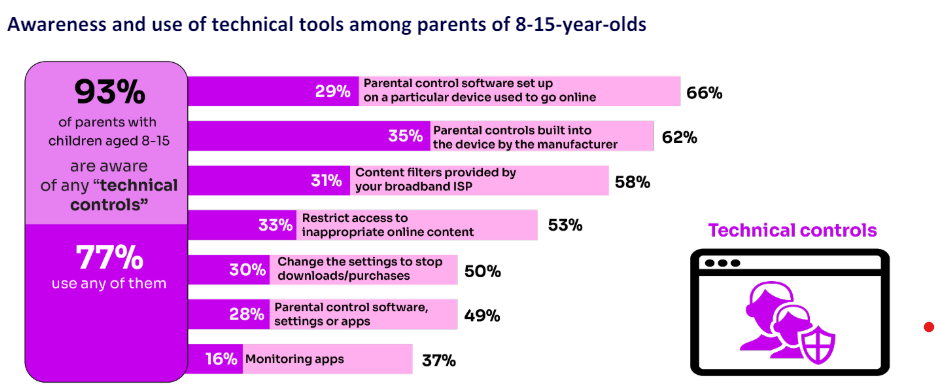 Awareness and use of technical tools among parents of 8-15-year-olds
93%
of parents with
children aged 8-15
are aware
of any “technical
controls”
77%
use any of them
29%
Parental control software set up
on a particular device used to go online
66%
35%
Parental controls built into
the device by the manufacturer
62%
31%
Content filters provided by
your broadband ISP
58%
33%
Restrict access to
inappropriate online content
53%
30%
Change the settings to stop
downloads/purchases
50%
28%
Parental control software,
settings or apps
49%
16%
Monitoring apps
37%
Technical controls